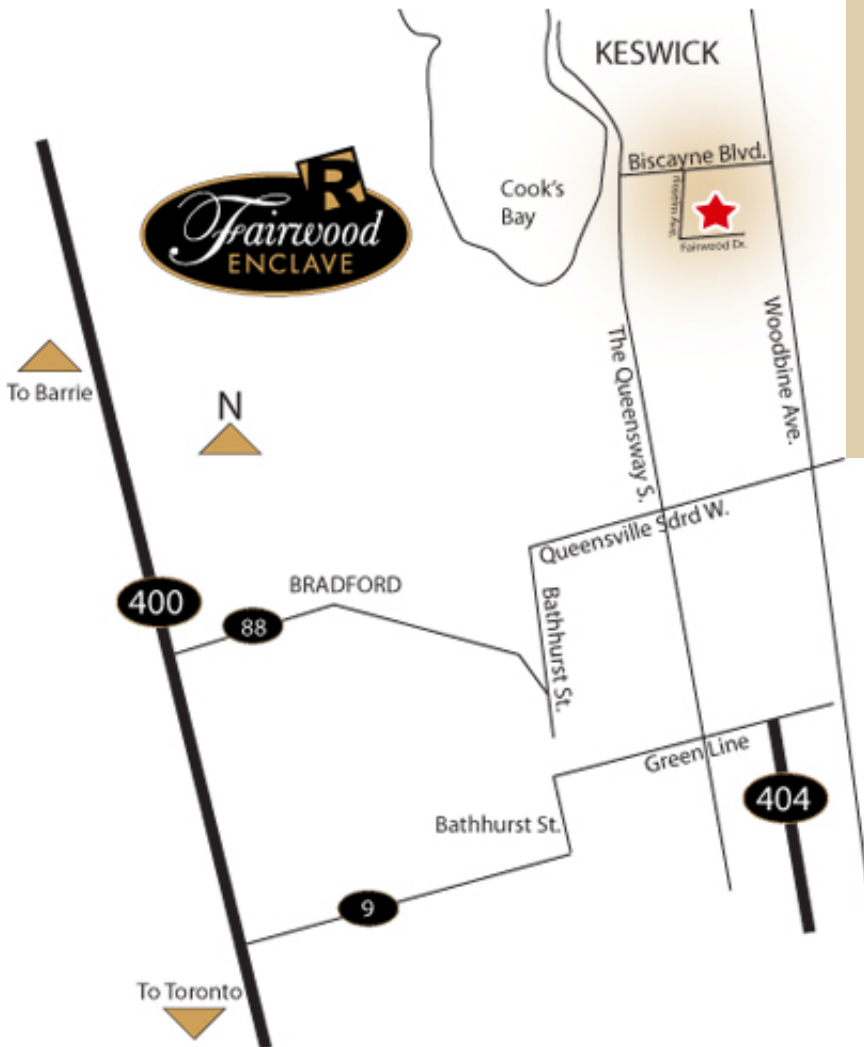 KESWICK
Biscayne Blvd.
Cook's
Bay
R
Fairwood
ENCLAVE
Fairwood Dr.
Woodbine Ave.
The Queensway S.
To Barrie
N
Queensville Sdrd W.
400
BRADFORD
88
Bathhurst St.
Green Line
404
Bathhurst St.
9
To Toronto